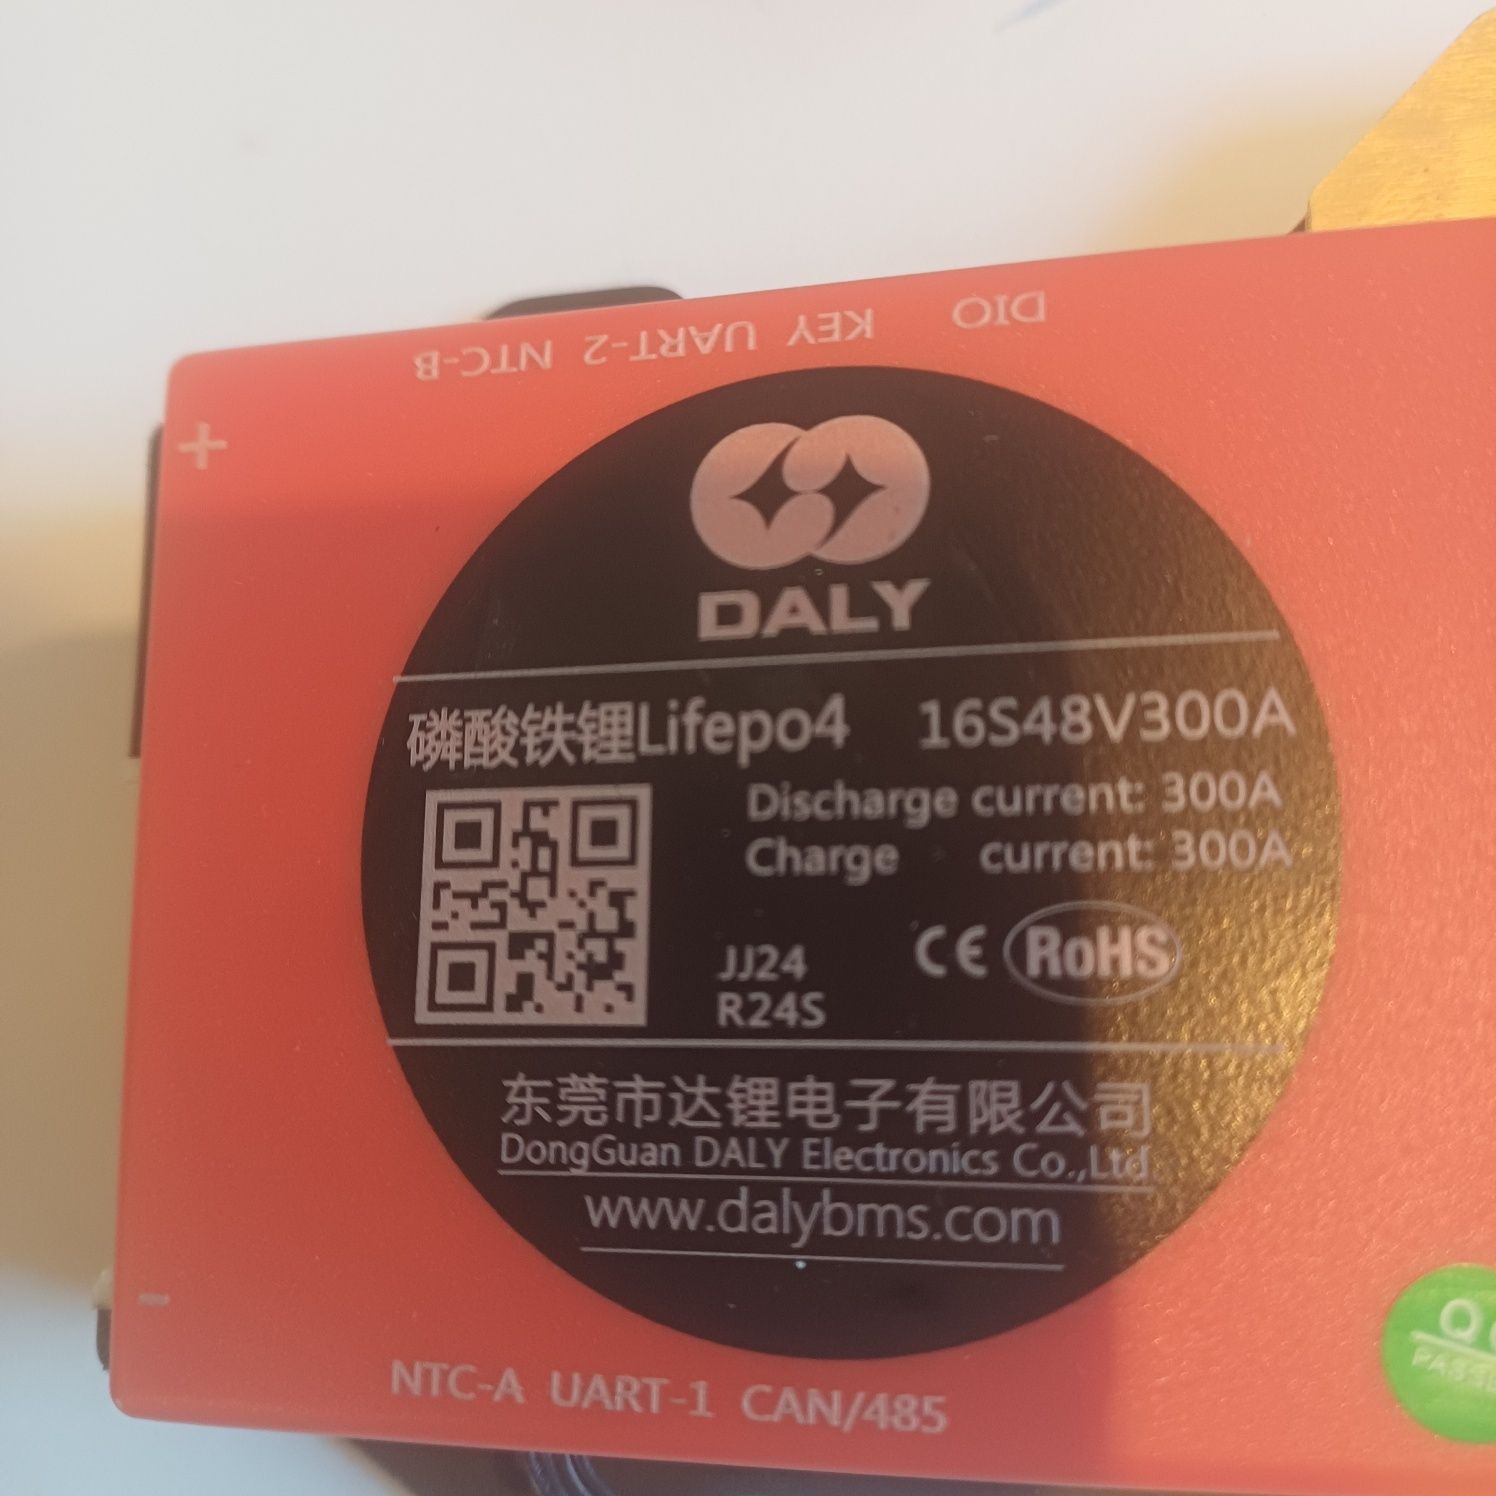 DIO KEY UART-2 NTC-B
+
DALY
磷酸铁锂Lifepo4 16S48V300A
Discharge current: 300A
Charge current: 300A
JJ24
R24S
CE RoHS
东莞市达锂电子有限公司
DongGuan DALY Electronics Co.,Ltd
www.dalybms.com
-
NTC-A UART-1 CAN/485
Q